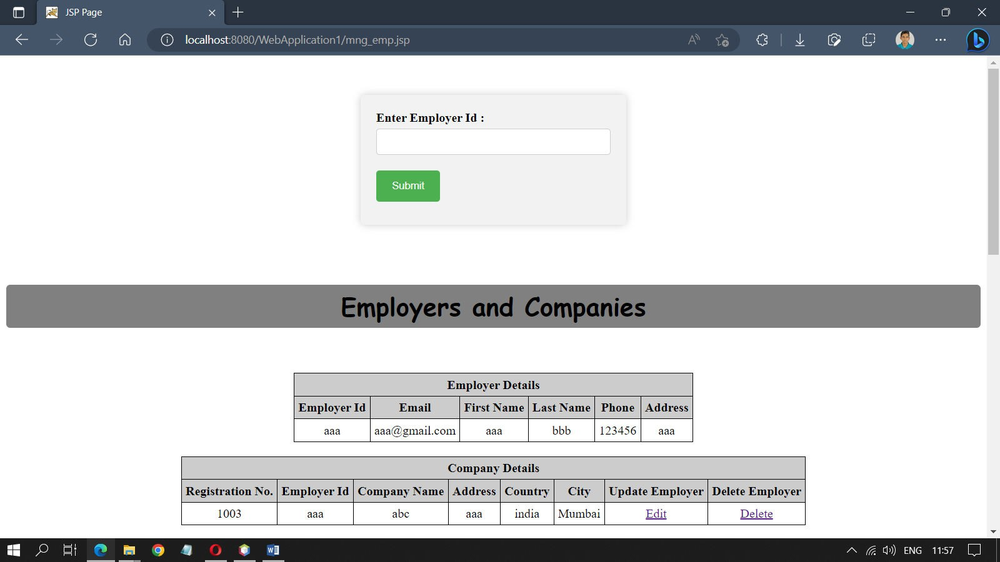 JSP Page
localhost:8080/WebApplication1/mng_emp.jsp
Enter Employer Id :
Submit
Employers and Companies
Employer Details
Employer Id Email First Name Last Name Phone Address
aaa aaa@gmail.com aaa bbb 123456 aaa
Company Details
Registration No. Employer Id Company Name Address Country City Update Employer Delete Employer
1003 aaa abc aaa india Mumbai Edit Delete
ENG 11:57